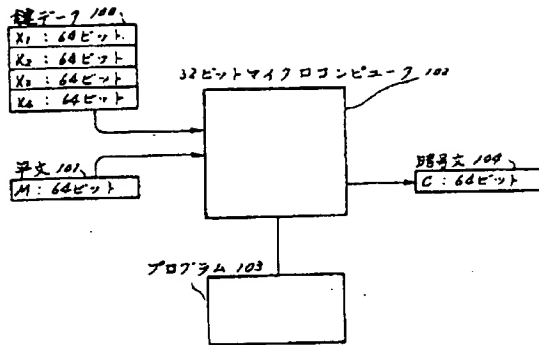 鍵データ 100
X₁ : 64ビット
X₂ : 64ビット
X₃ : 64ビット
X₄ : 64ビット
32ビットマイクロコンピュータ 102
平文 101
M : 64ビット
暗号文 104
C : 64ビット
プログラム 103